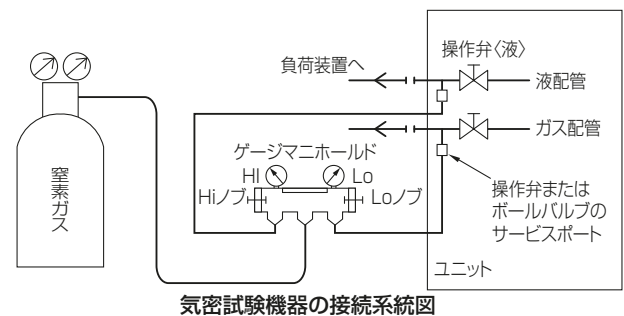 操作弁〈液〉
負荷装置へ
液配管
ガス配管
ゲージマニホールド
HI
Lo
Hiノブ
Loノブ
窒素ガス
操作弁または
ボールバルブの
サービスポート
ユニット
気密試験機器の接続系統図